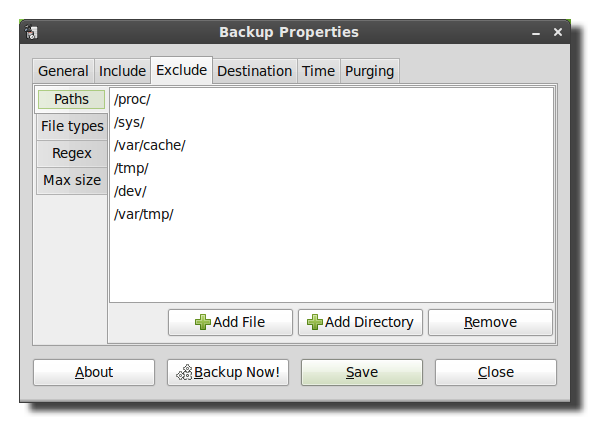 Backup Properties
General Include Exclude Destination Time Purging
Paths
File types
Regex
Max size
/proc/
/sys/
/var/cache/
/tmp/
/dev/
/var/tmp/
Add File Add Directory Remove
About Backup Now! Save Close